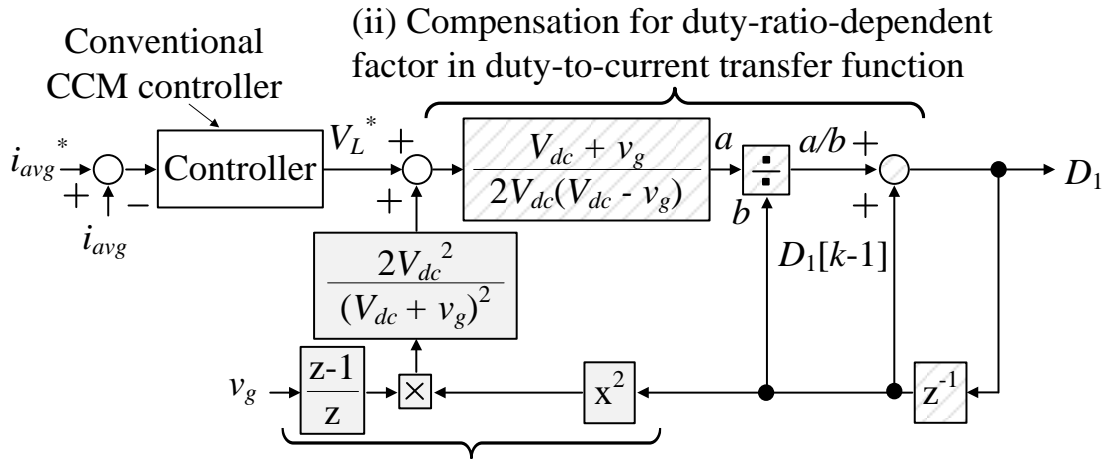 (ii) Compensation for duty-ratio-dependent
factor in duty-to-current transfer function
Conventional
CCM controller
i_avg*
+
−
i_avg
Controller
V_L*
+
+
V_dc + v_g
2V_dc(V_dc - v_g)
a
÷
b
a/b
+
+
D_1
D_1[k-1]
2V_dc^2
(V_dc + v_g)^2
v_g
z-1
z
×
x^2
z^-1